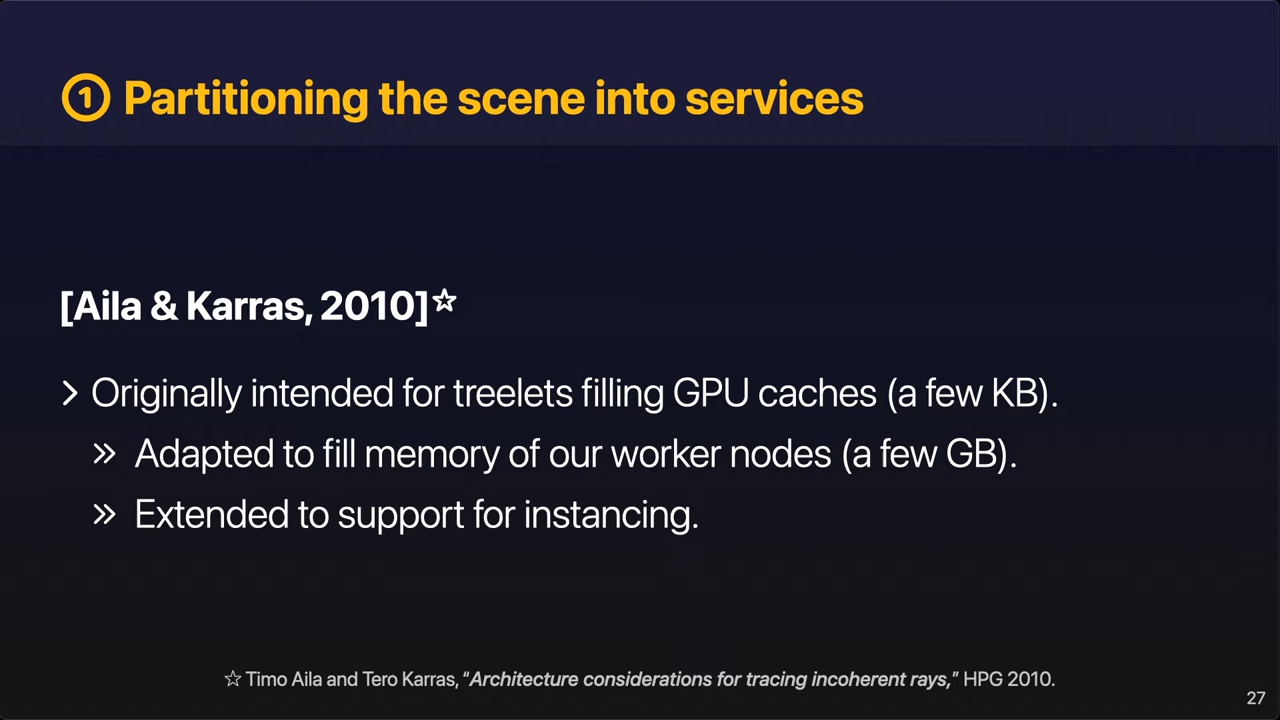 ① Partitioning the scene into services
[Aila & Karras, 2010]☆
> Originally intended for treelets filling GPU caches (a few KB).
» Adapted to fill memory of our worker nodes (a few GB).
» Extended to support for instancing.
☆ Timo Aila and Tero Karras, “Architecture considerations for tracing incoherent rays,” HPG 2010.
27